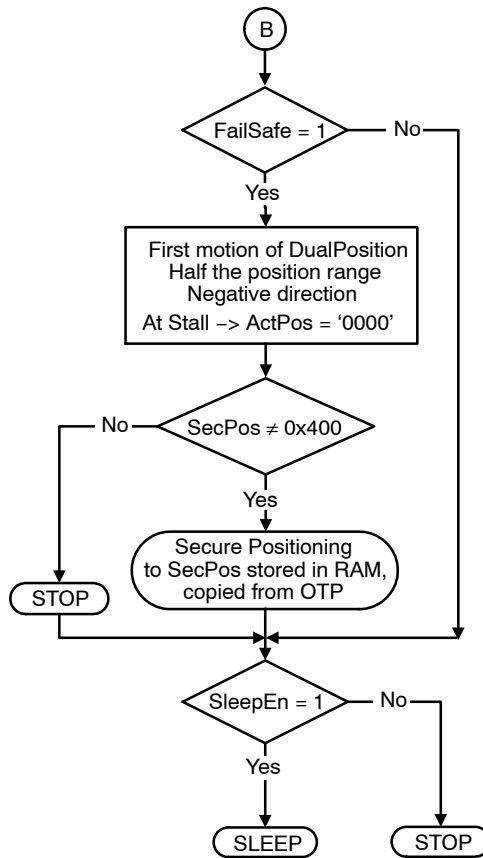 B
FailSafe = 1
No
Yes
First motion of DualPosition
Half the position range
Negative direction
At Stall −> ActPos = ‘0000’
No
SecPos ≠ 0x400
Yes
Secure Positioning
to SecPos stored in RAM,
copied from OTP
STOP
SleepEn = 1
No
Yes
SLEEP
STOP